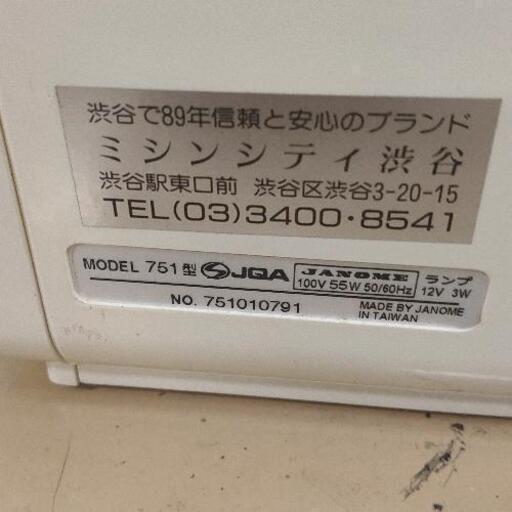 渋谷で89年信頼と安心のブランド
ミシンシティ渋谷
渋谷駅東口前 渋谷区渋谷3-20-15
TEL(03)3400・8541
MODEL 751型 JQA JANOME ランプ
100V 55W 50/60Hz 12V 3W
NO. 751010791 MADE BY JANOME
IN TAIWAN